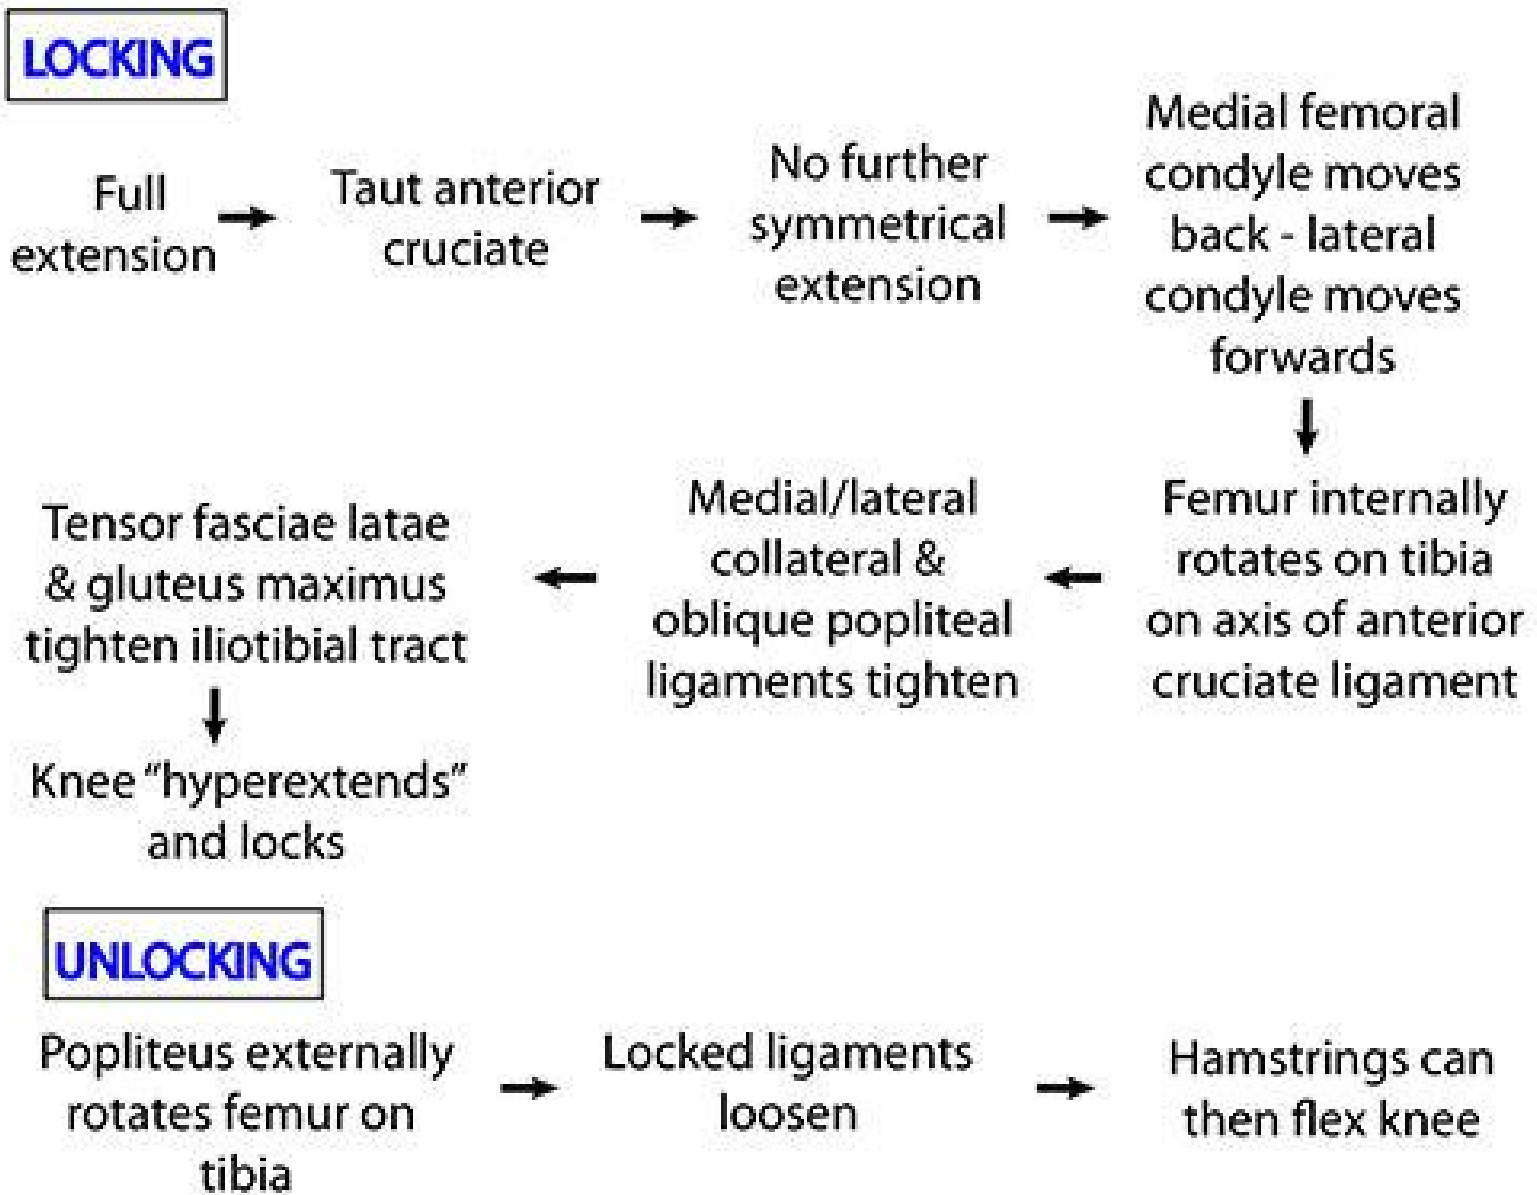 LOCKING
Full
extension
Taut anterior
cruciate
No further
symmetrical
extension
Medial femoral
condyle moves
back - lateral
condyle moves
forwards
Femur internally
rotates on tibia
on axis of anterior
cruciate ligament
Medial/lateral
collateral &
oblique popliteal
ligaments tighten
Tensor fasciae latae
& gluteus maximus
tighten iliotibial tract
Knee “hyperextends”
and locks
UNLOCKING
Popliteus externally
rotates femur on
tibia
Locked ligaments
loosen
Hamstrings can
then flex knee